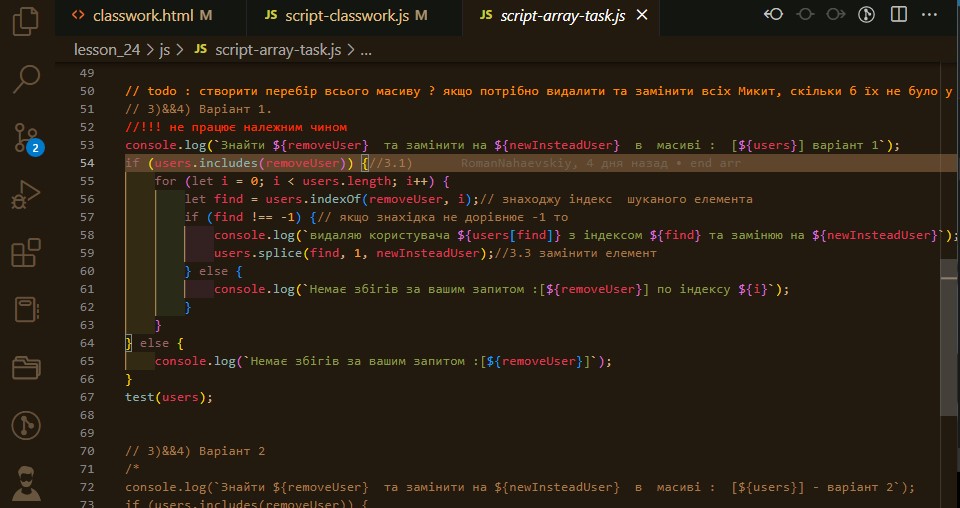 classwork.html M
JS script-classwork.js M
JS script-array-task.js
lesson_24 > js > JS script-array-task.js > ...
2
49
50 // todo : створити перебір всього масиву ? якщо потрібно видалити та замінити всіх Микит, скільки б їх не було у
51 // 3)&&4) Варіант 1.
52 //!!! не працює належним чином
53 console.log(`Знайти ${removeUser}  та замінити на ${newInsteadUser}  в  масиві :  [${users}] варіант 1`);
54 if (users.includes(removeUser)) {//3.1) RomanNahaevskiy, 4 дня назад • end arr
55 for (let i = 0; i < users.length; i++) {
56 let find = users.indexOf(removeUser, i);// знаходжу індекс  шуканого елемента
57 if (find !== -1) {// якщо знахідка не дорівнює -1 то
58 console.log(`видаляю користувача ${users[find]} з індексом ${find} та замінюю на ${newInsteadUser}`);
59 users.splice(find, 1, newInsteadUser);//3.3 замінити елемент
60 } else {
61 console.log(`Немає збігів за вашим запитом :[${removeUser}] по індексу ${i}`);
62 }
63 }
64 } else {
65 console.log(`Немає збігів за вашим запитом :[${removeUser}]`);
66 }
67 test(users);
68
69
70 // 3)&&4) Варіант 2
71 /*
72 console.log(`Знайти ${removeUser}  та замінити на ${newInsteadUser}  в  масиві :  [${users}] - варіант 2`);
73 if (users.includes(removeUser)) {